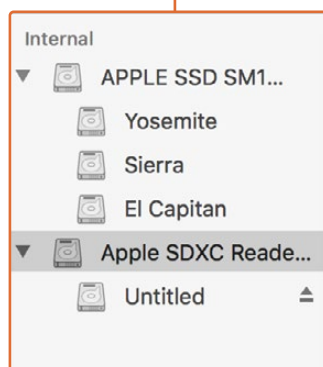 Internal
APPLE SSD SM1...
Yosemite
Sierra
El Capitan
Apple SDXC Reade...
Untitled